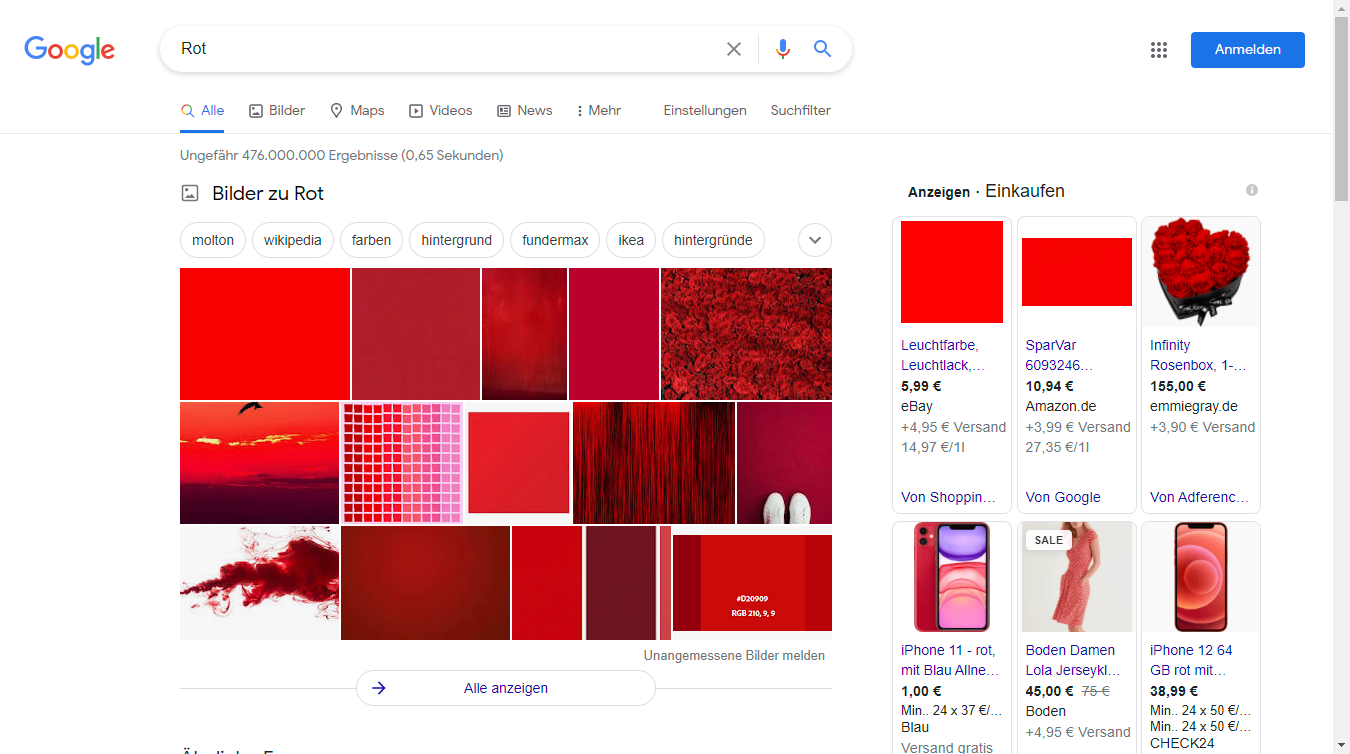 Google
Rot
Anmelden
Alle
Bilder
Maps
Videos
News
Mehr
Einstellungen
Suchfilter
Ungefähr 476.000.000 Ergebnisse (0,65 Sekunden)
Bilder zu Rot
molton
wikipedia
farben
hintergrund
fundermax
ikea
hintergründe
#D20909
RGB 210, 9, 9
Unangemessene Bilder melden
Alle anzeigen
Anzeigen · Einkaufen
Leuchtfarbe,
Leuchtlack,…
5,99 €
eBay
+4,95 € Versand
14,97 €/1l
Von Shoppin…
SparVar
6093246…
10,94 €
Amazon.de
+3,99 € Versand
27,35 €/1l
Von Google
Infinity
Rosenbox, 1-…
155,00 €
emmiegray.de
+3,90 € Versand
Von Adferenc…
iPhone 11 - rot,
mit Blau Allne…
1,00 €
Min.. 24 x 37 €/…
Blau
Versand gratis
SALE
Boden Damen
Lola Jerseykl…
45,00 € 75 €
Boden
+4,95 € Versand
iPhone 12 64
GB rot mit…
38,99 €
Min.. 24 x 50 €/…
Min.. 24 x 50 €/…
CHECK24